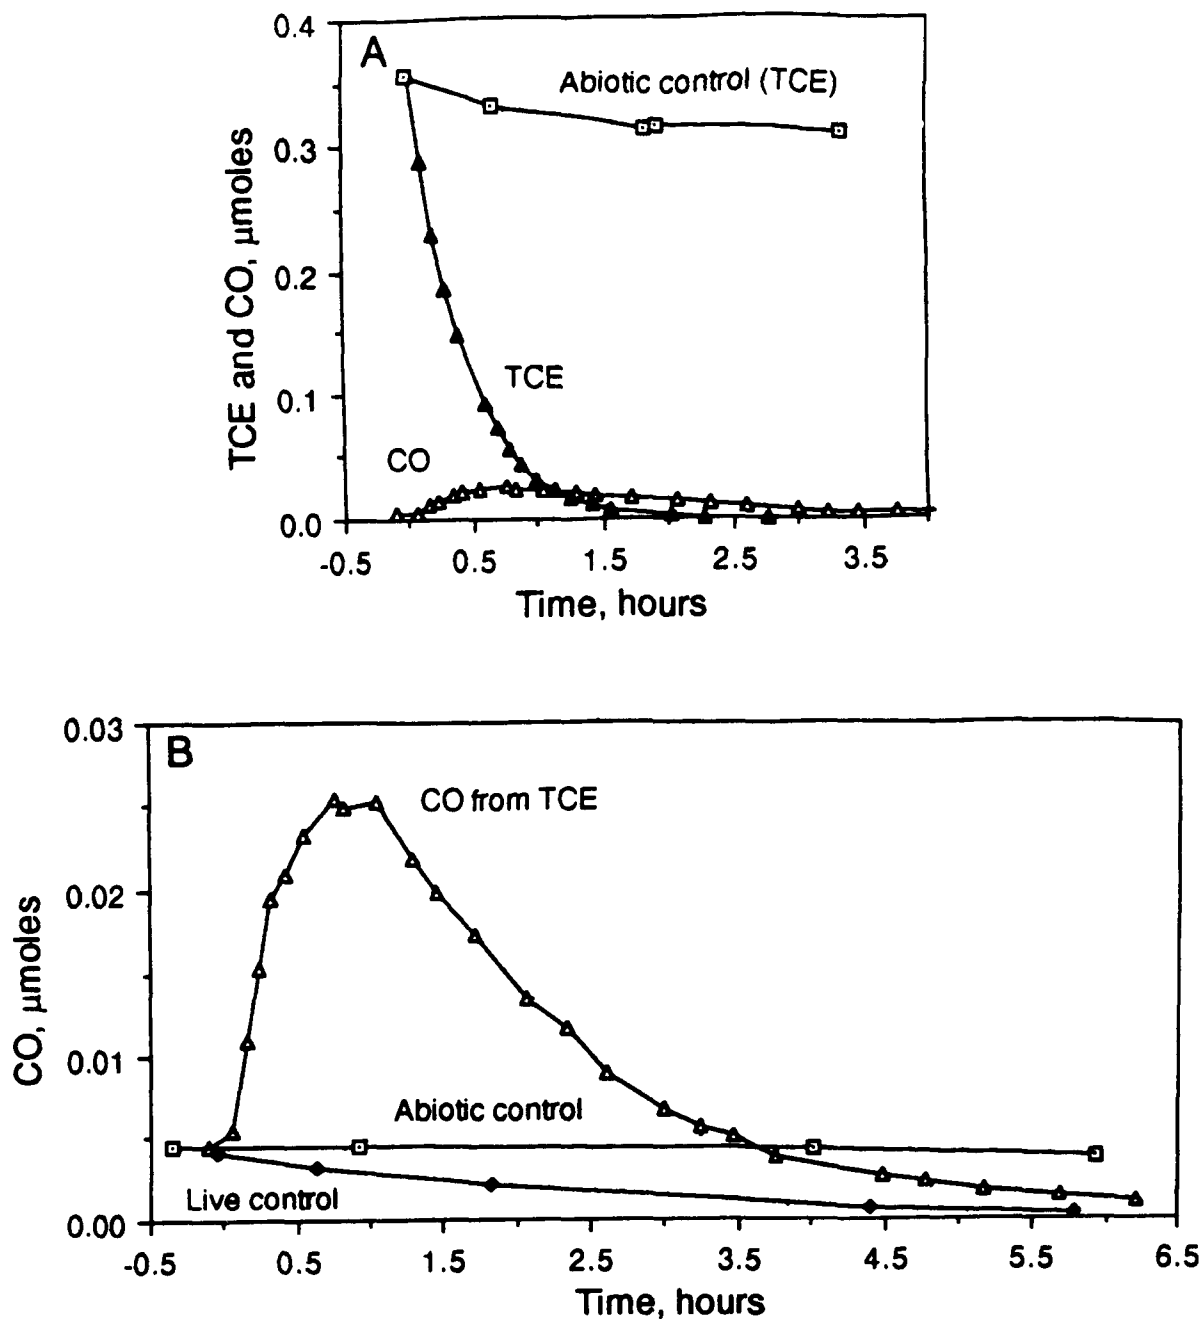 A
Abiotic control (TCE)
TCE
CO
TCE and CO, µmoles
0.4
0.3
0.2
0.1
0.0
-0.5 0.5 1.5 2.5 3.5
Time, hours
B
CO from TCE
Abiotic control
Live control
CO, µmoles
0.03
0.02
0.01
0.00
-0.5 0.5 1.5 2.5 3.5 4.5 5.5 6.5
Time, hours